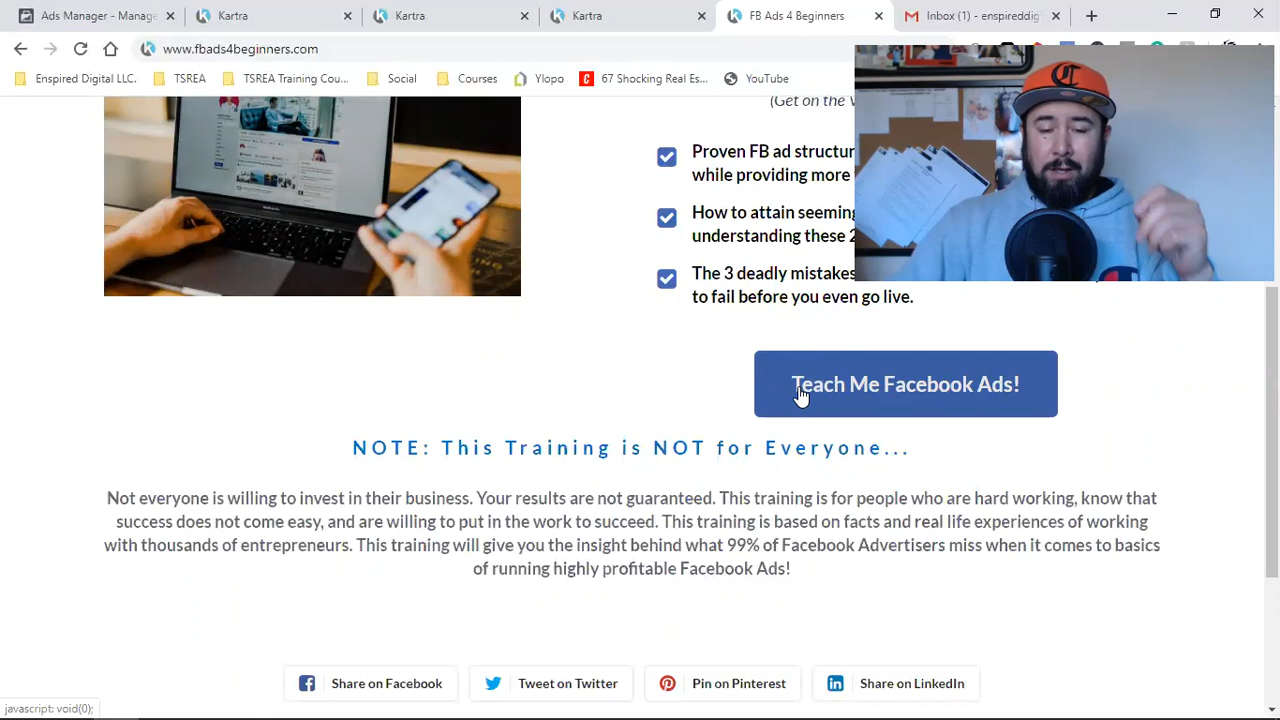 Ads Manager - Manage
Kartra
Kartra
Kartra
FB Ads 4 Beginners
Inbox (1) - enspireddig
www.fbads4beginners.com
Enspired Digital LLC.
TSREA
TSREA Training Cou...
Social
Courses
Ylopo
67 Shocking Real Es...
YouTube
(Get on the
Proven FB ad structur
while providing more
How to attain seeming
understanding these 2
The 3 deadly mistakes
to fail before you even go live.
Teach Me Facebook Ads!
NOTE: This Training is NOT for Everyone...
Not everyone is willing to invest in their business. Your results are not guaranteed. This training is for people who are hard working, know that
success does not come easy, and are willing to put in the work to succeed. This training is based on facts and real life experiences of working
with thousands of entrepreneurs. This training will give you the insight behind what 99% of Facebook Advertisers miss when it comes to basics
of running highly profitable Facebook Ads!
Share on Facebook
Tweet on Twitter
Pin on Pinterest
Share on LinkedIn
javascript: void(0);